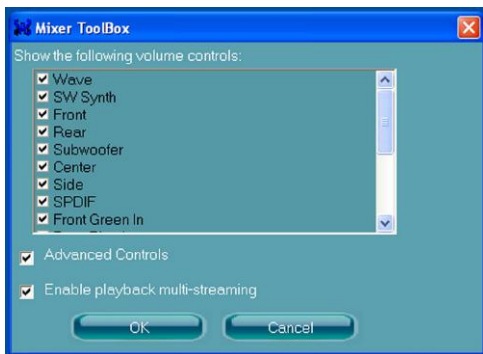 Mixer ToolBox
Show the following volume controls:
Wave
SW Synth
Front
Rear
Subwoofer
Center
Side
SPDIF
Front Green In
Advanced Controls
Enable playback multi-streaming
OK
Cancel